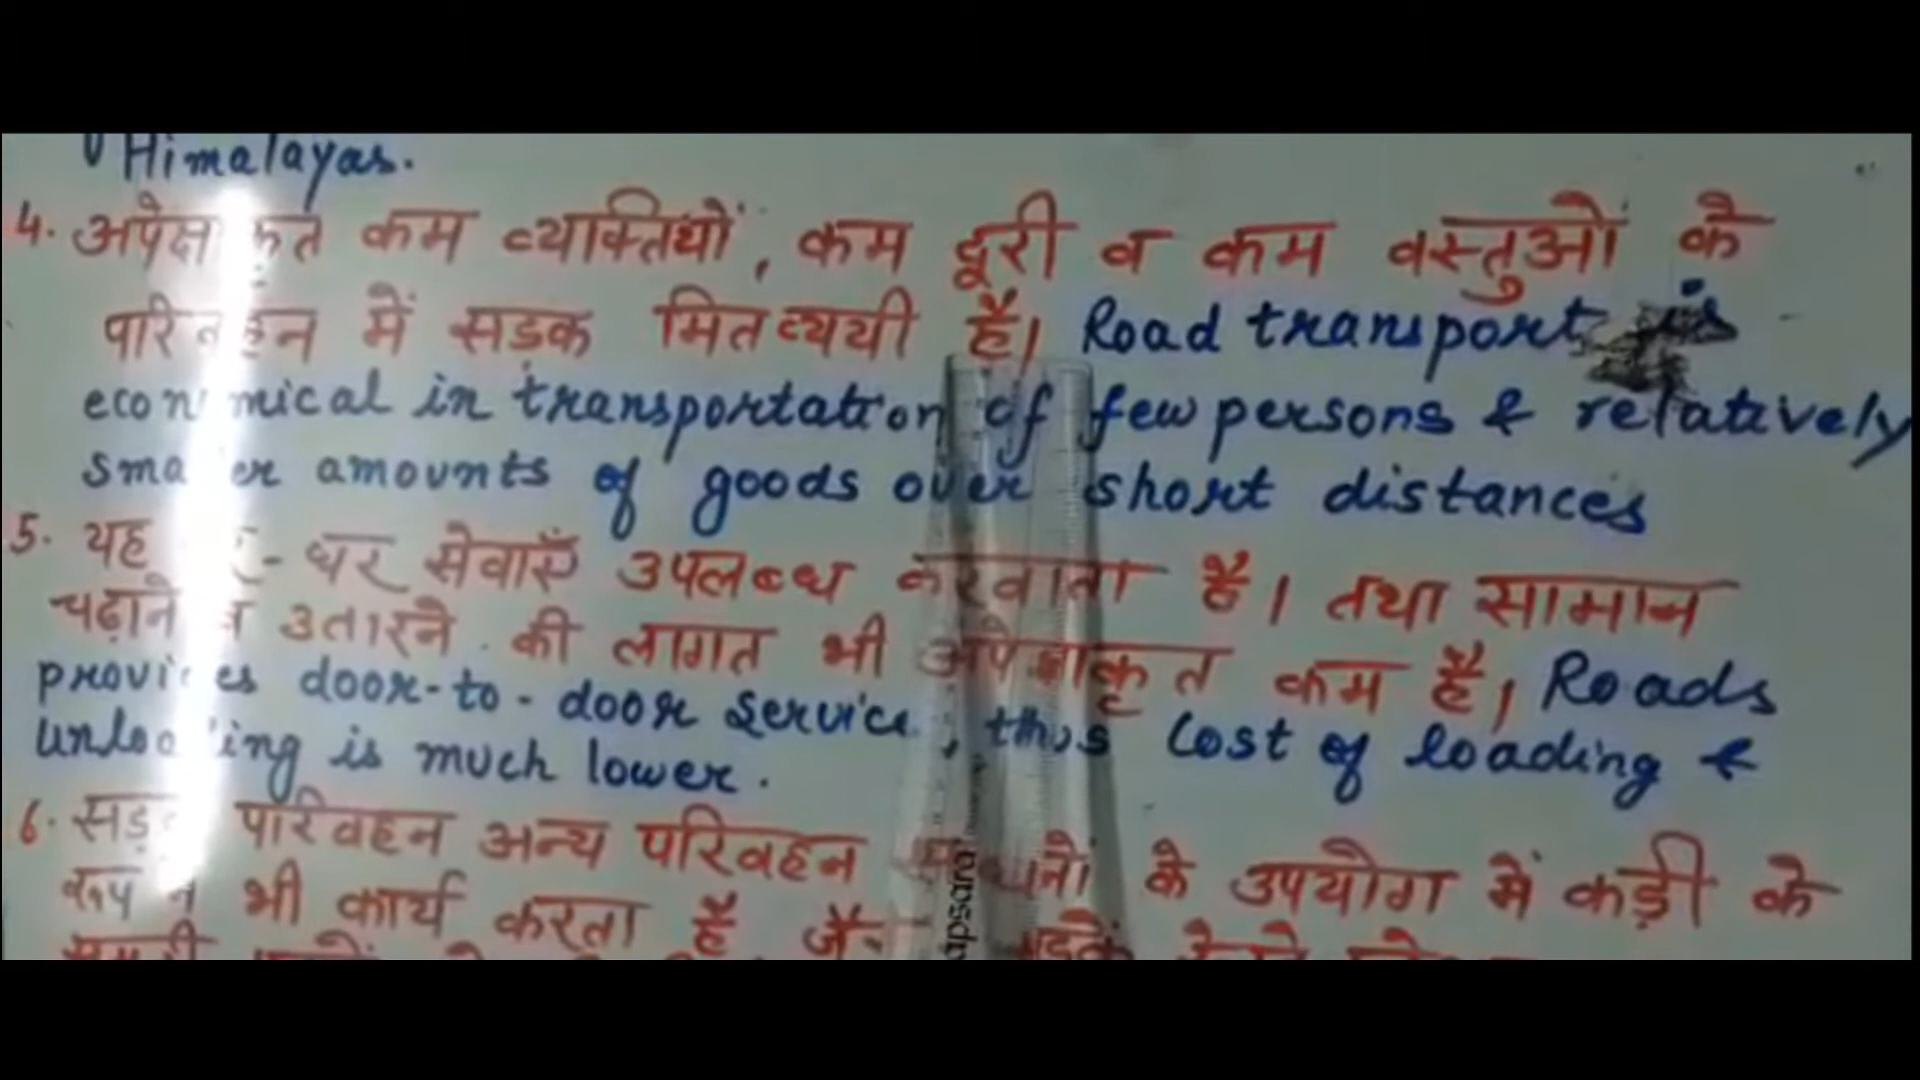 Himalayas.
4. अपेक्षाकृत कम व्यक्तियों, कम दूरी व कम वस्तुओं के
परिवहन में सड़क मितव्ययी है। Road transport is
economical in transportation of few persons & relatively
smaller amounts of goods over short distances
5. यह घर-घर सेवाएँ उपलब्ध करवाता है। तथा सामान
चढ़ाने व उतारने की लागत भी अपेक्षाकृत कम है। Roads
provides door-to-door service, thus cost of loading &
unloading is much lower.
6. सड़क परिवहन अन्य परिवहन साधनों के उपयोग में कड़ी के
रूप में भी कार्य करता है
apsara